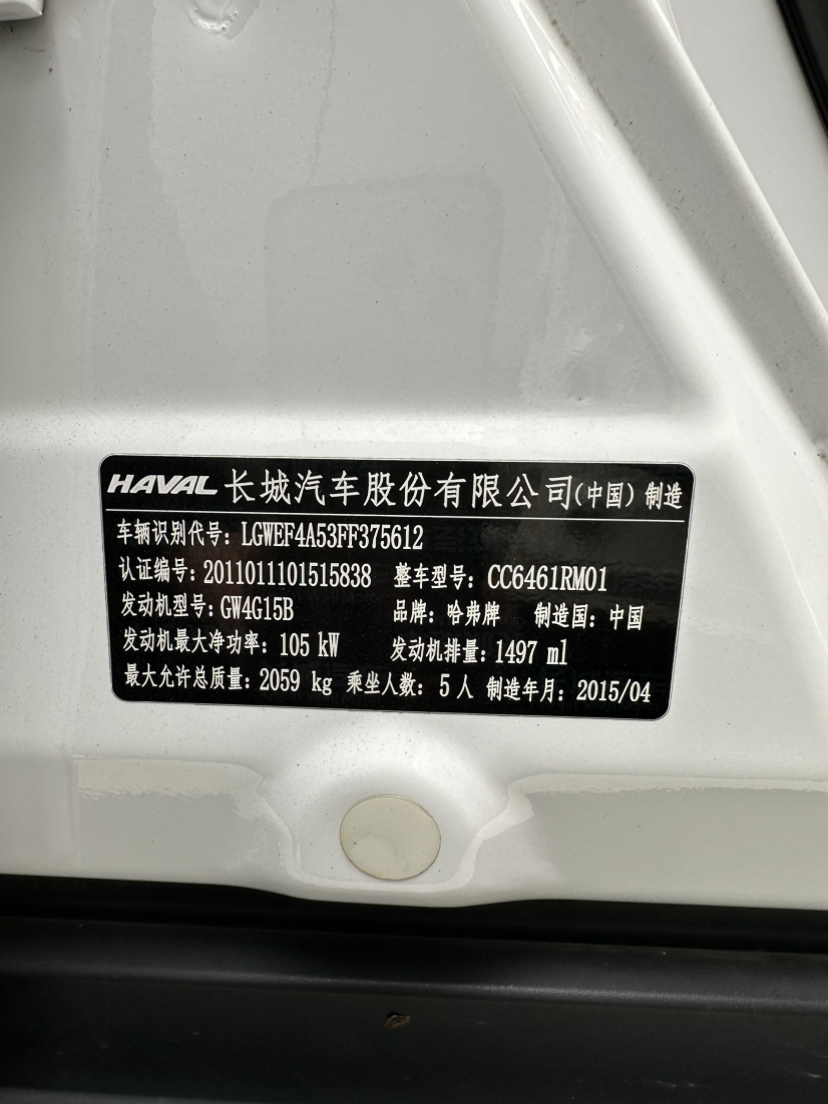 HAVAL 长城汽车股份有限公司(中国) 制造
车辆识别代号: LGWEF4A53FF375612
认证编号: 2011011101515838 整车型号: CC6461RM01
发动机型号: GW4G15B 品牌: 哈弗牌 制造国: 中国
发动机最大净功率: 105 kW 发动机排量: 1497 ml
最大允许总质量: 2059 kg 乘坐人数: 5 人 制造年月: 2015/04